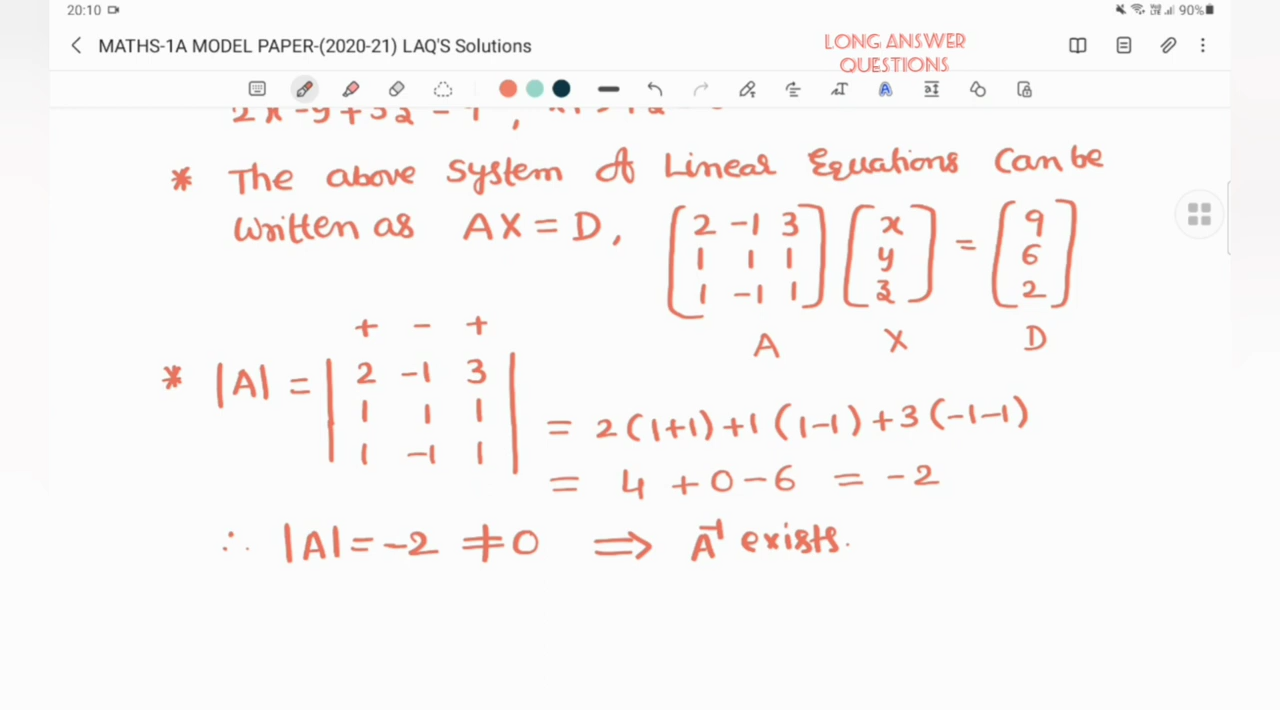 20:10 90%
MATHS-1A MODEL PAPER-(2020-21) LAQ'S Solutions
LONG ANSWER
QUESTIONS
2x-y+3z=9,
* The above system of Linear Equations can be
written as AX = D, [2 -1 3] [x] = [9]
[1 1 1] [y] [6]
[1 -1 1] [z] [2]
A X D
+ - +
* |A| = |2 -1 3|
|1 1 1| = 2(1+1)+1(1-1)+3(-1-1)
|1 -1 1|
= 4+0-6 = -2
∴ |A|=-2 ≠0 ⟹ A⁻¹ exists.